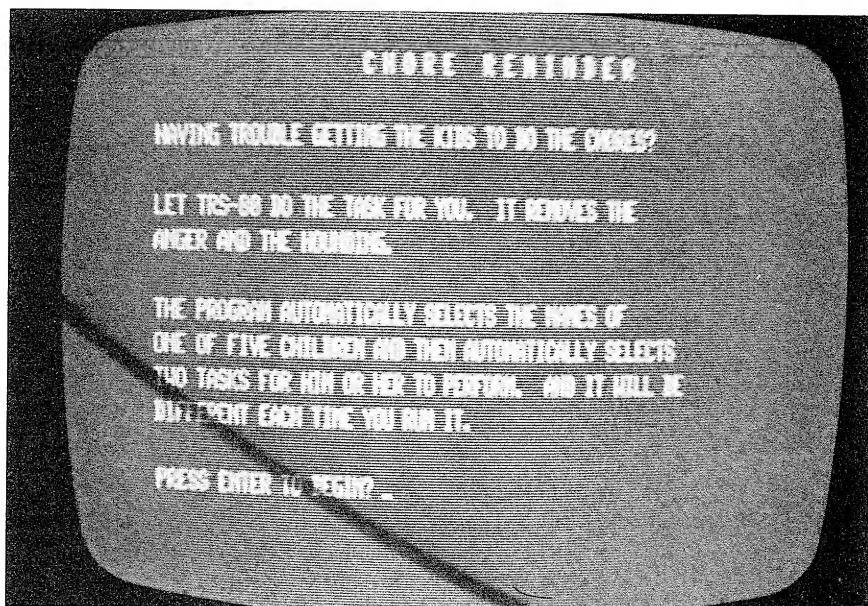 CHORE REMINDER
HAVING TROUBLE GETTING THE KIDS TO DO THE CHORES?
LET TRS-80 DO THE TASK FOR YOU. IT REMOVES THE
ANGER AND THE HOUNDING.
THE PROGRAM AUTOMATICALLY SELECTS THE NAMES OF
ONE OF FIVE CHILDREN AND THEN AUTOMATICALLY SELECTS
TWO TASKS FOR HIM OR HER TO PERFORM. AND IT WILL BE
DIFFERENT EACH TIME YOU RUN IT.
PRESS ENTER TO BEGIN? _